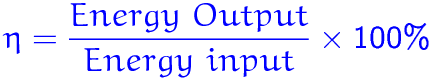 η = Energy Output / Energy input × 100%